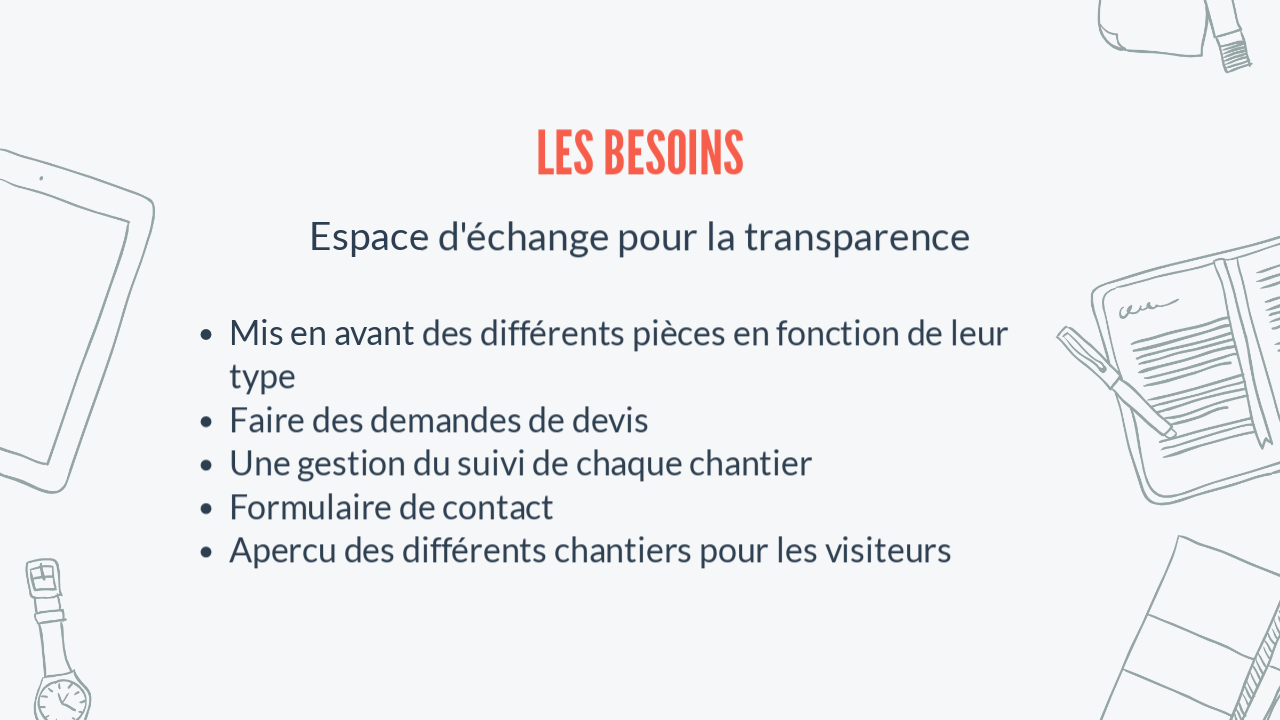 LES BESOINS
Espace d'échange pour la transparence
• Mis en avant des différents pièces en fonction de leur
type
• Faire des demandes de devis
• Une gestion du suivi de chaque chantier
• Formulaire de contact
• Apercu des différents chantiers pour les visiteurs